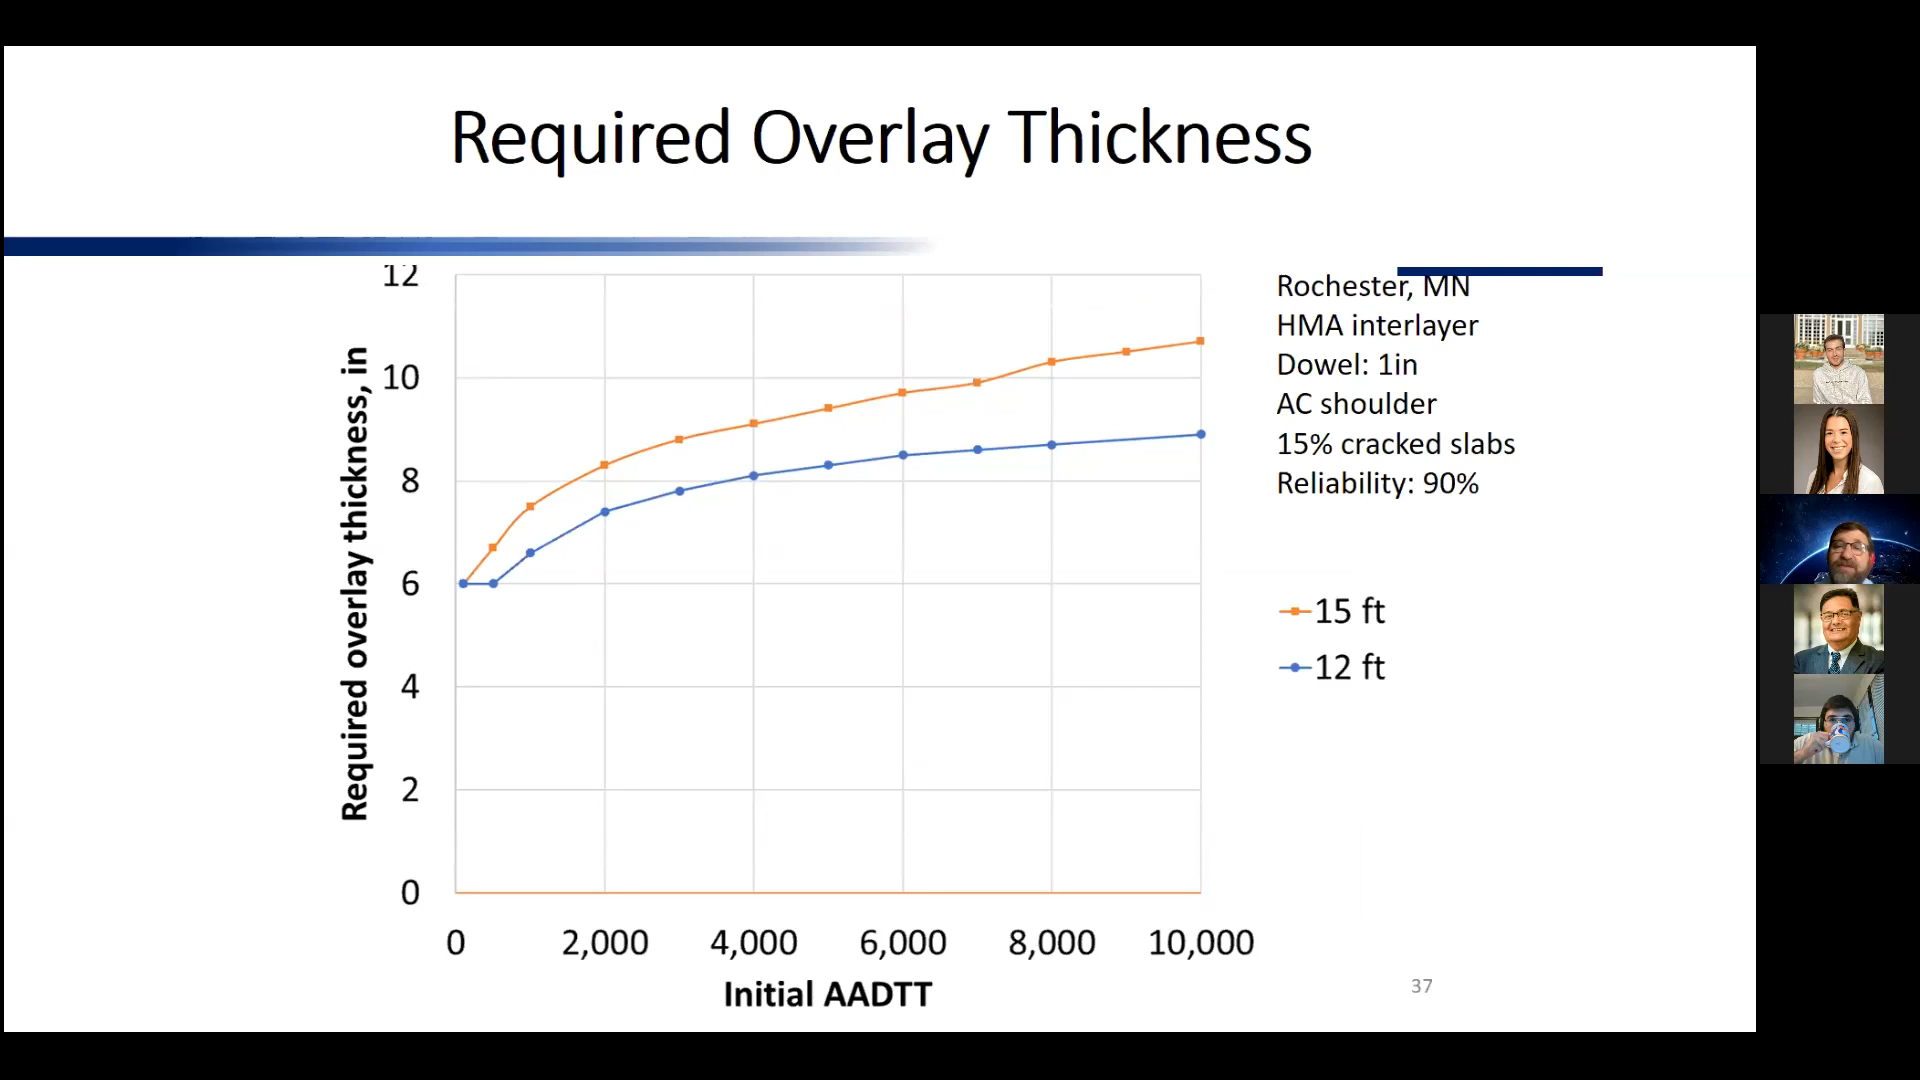 Required Overlay Thickness
Required overlay thickness, in
12
10
8
6
4
2
0
0 2,000 4,000 6,000 8,000 10,000
Initial AADTT
Rochester, MN
HMA interlayer
Dowel: 1in
AC shoulder
15% cracked slabs
Reliability: 90%
15 ft
12 ft
37